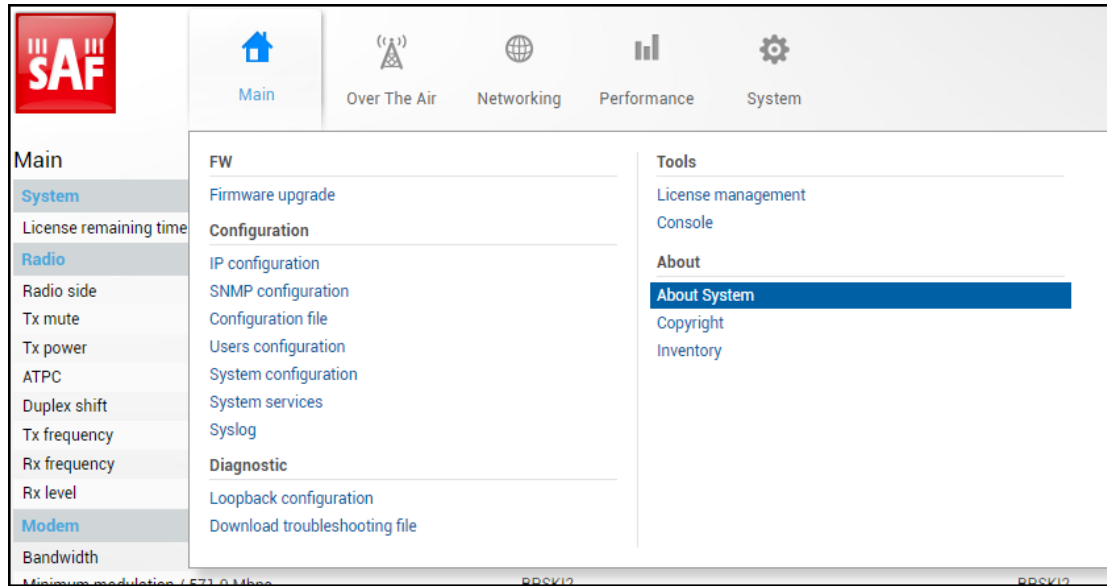 SAF
Main
Over The Air
Networking
Performance
System
Main
System
License remaining time
Radio
Radio side
Tx mute
Tx power
ATPC
Duplex shift
Tx frequency
Rx frequency
Rx level
Modem
Bandwidth
FW
Firmware upgrade
Configuration
IP configuration
SNMP configuration
Configuration file
Users configuration
System configuration
System services
Syslog
Diagnostic
Loopback configuration
Download troubleshooting file
Tools
License management
Console
About
About System
Copyright
Inventory